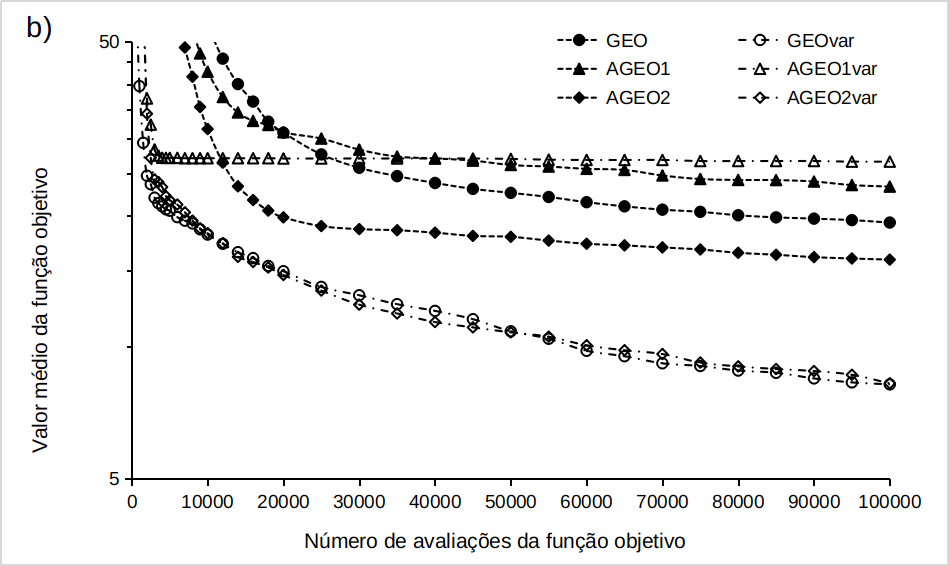 b)
50
GEO
GEOvar
AGEO1
AGEO1var
AGEO2
AGEO2var
Valor médio da função objetivo
5
0 10000 20000 30000 40000 50000 60000 70000 80000 90000 100000
Número de avaliações da função objetivo